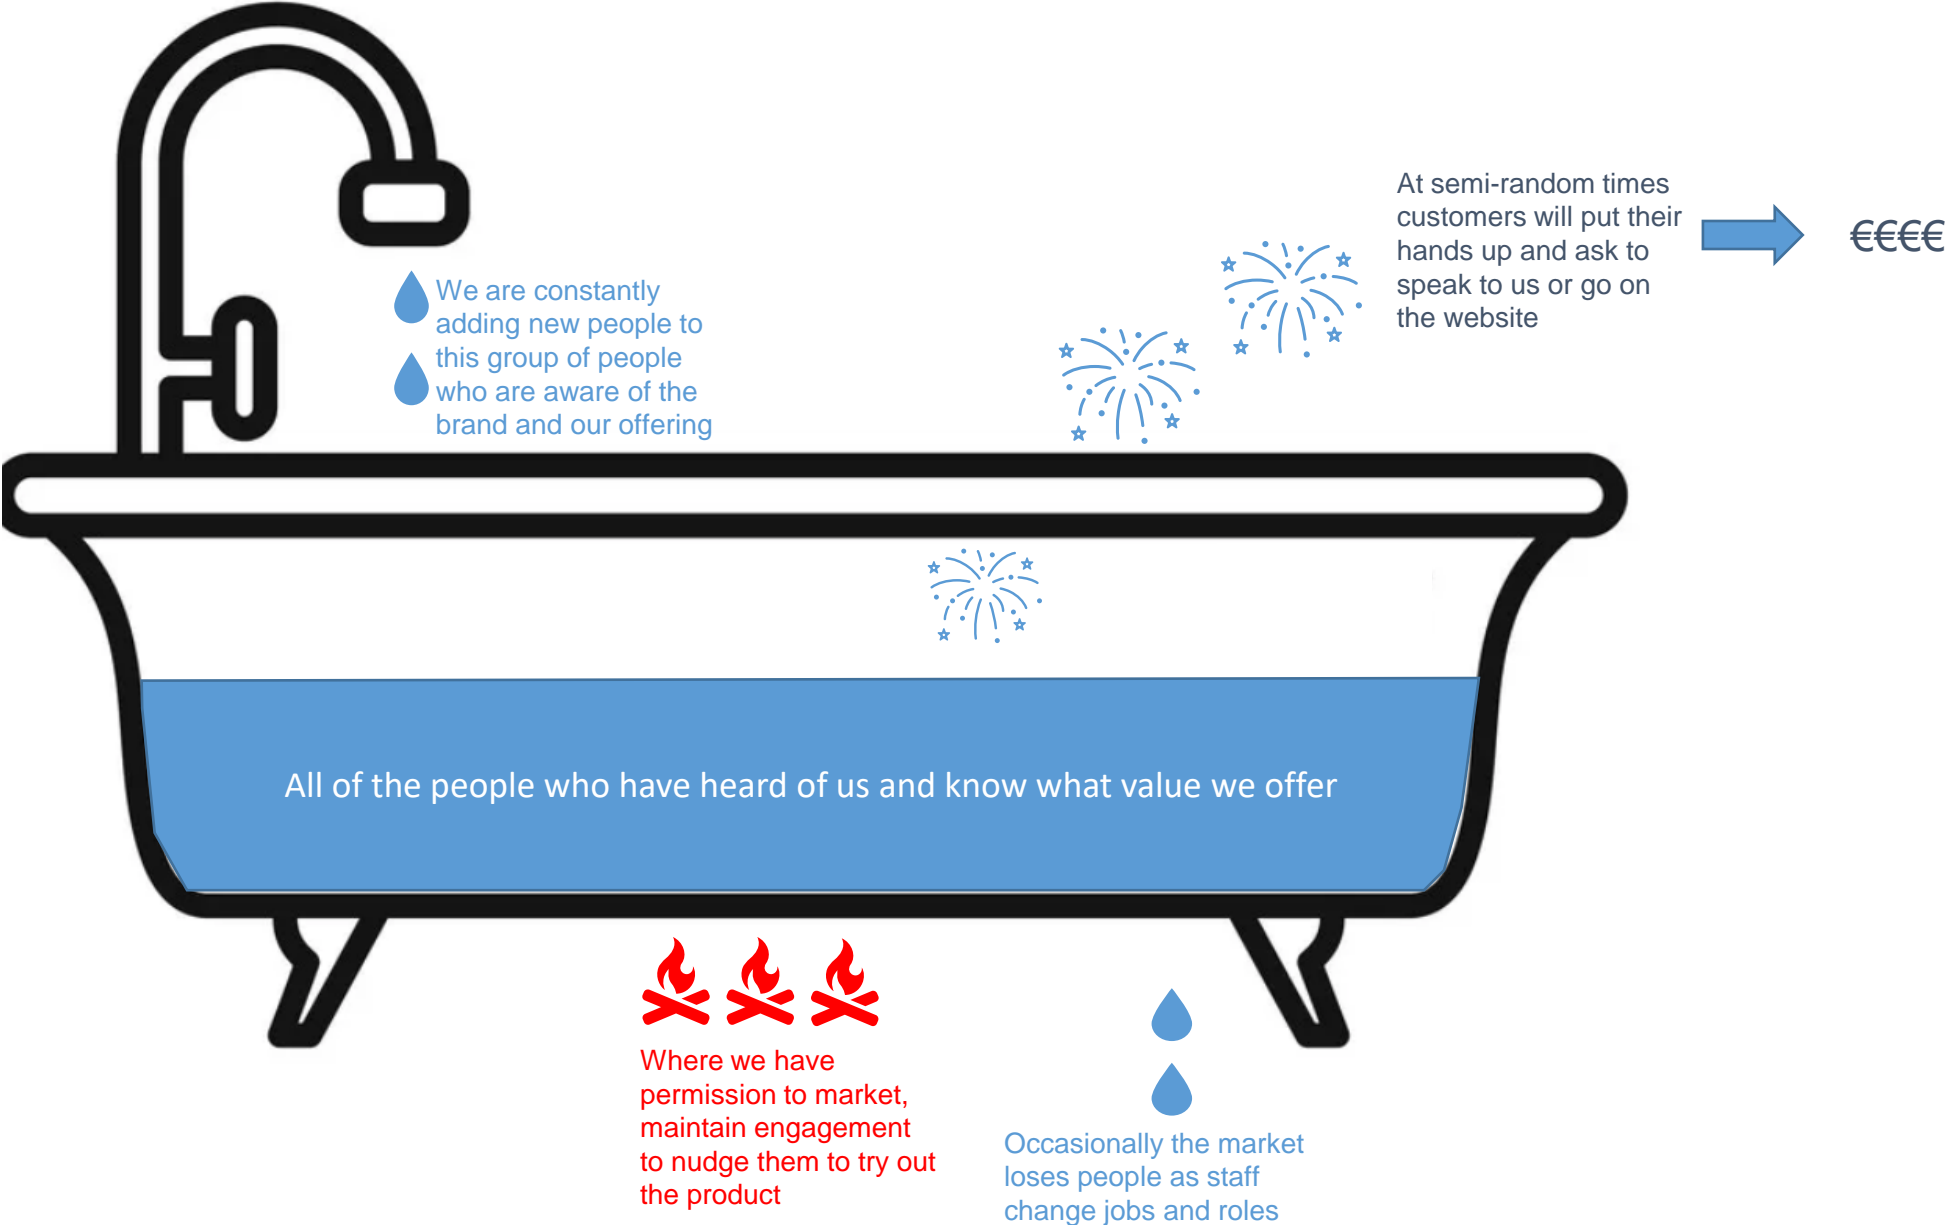 We are constantly
adding new people to
this group of people
who are aware of the
brand and our offering
At semi-random times
customers will put their
hands up and ask to
speak to us or go on
the website
€€€€
All of the people who have heard of us and know what value we offer
Where we have
permission to market,
maintain engagement
to nudge them to try out
the product
Occasionally the market
loses people as staff
change jobs and roles